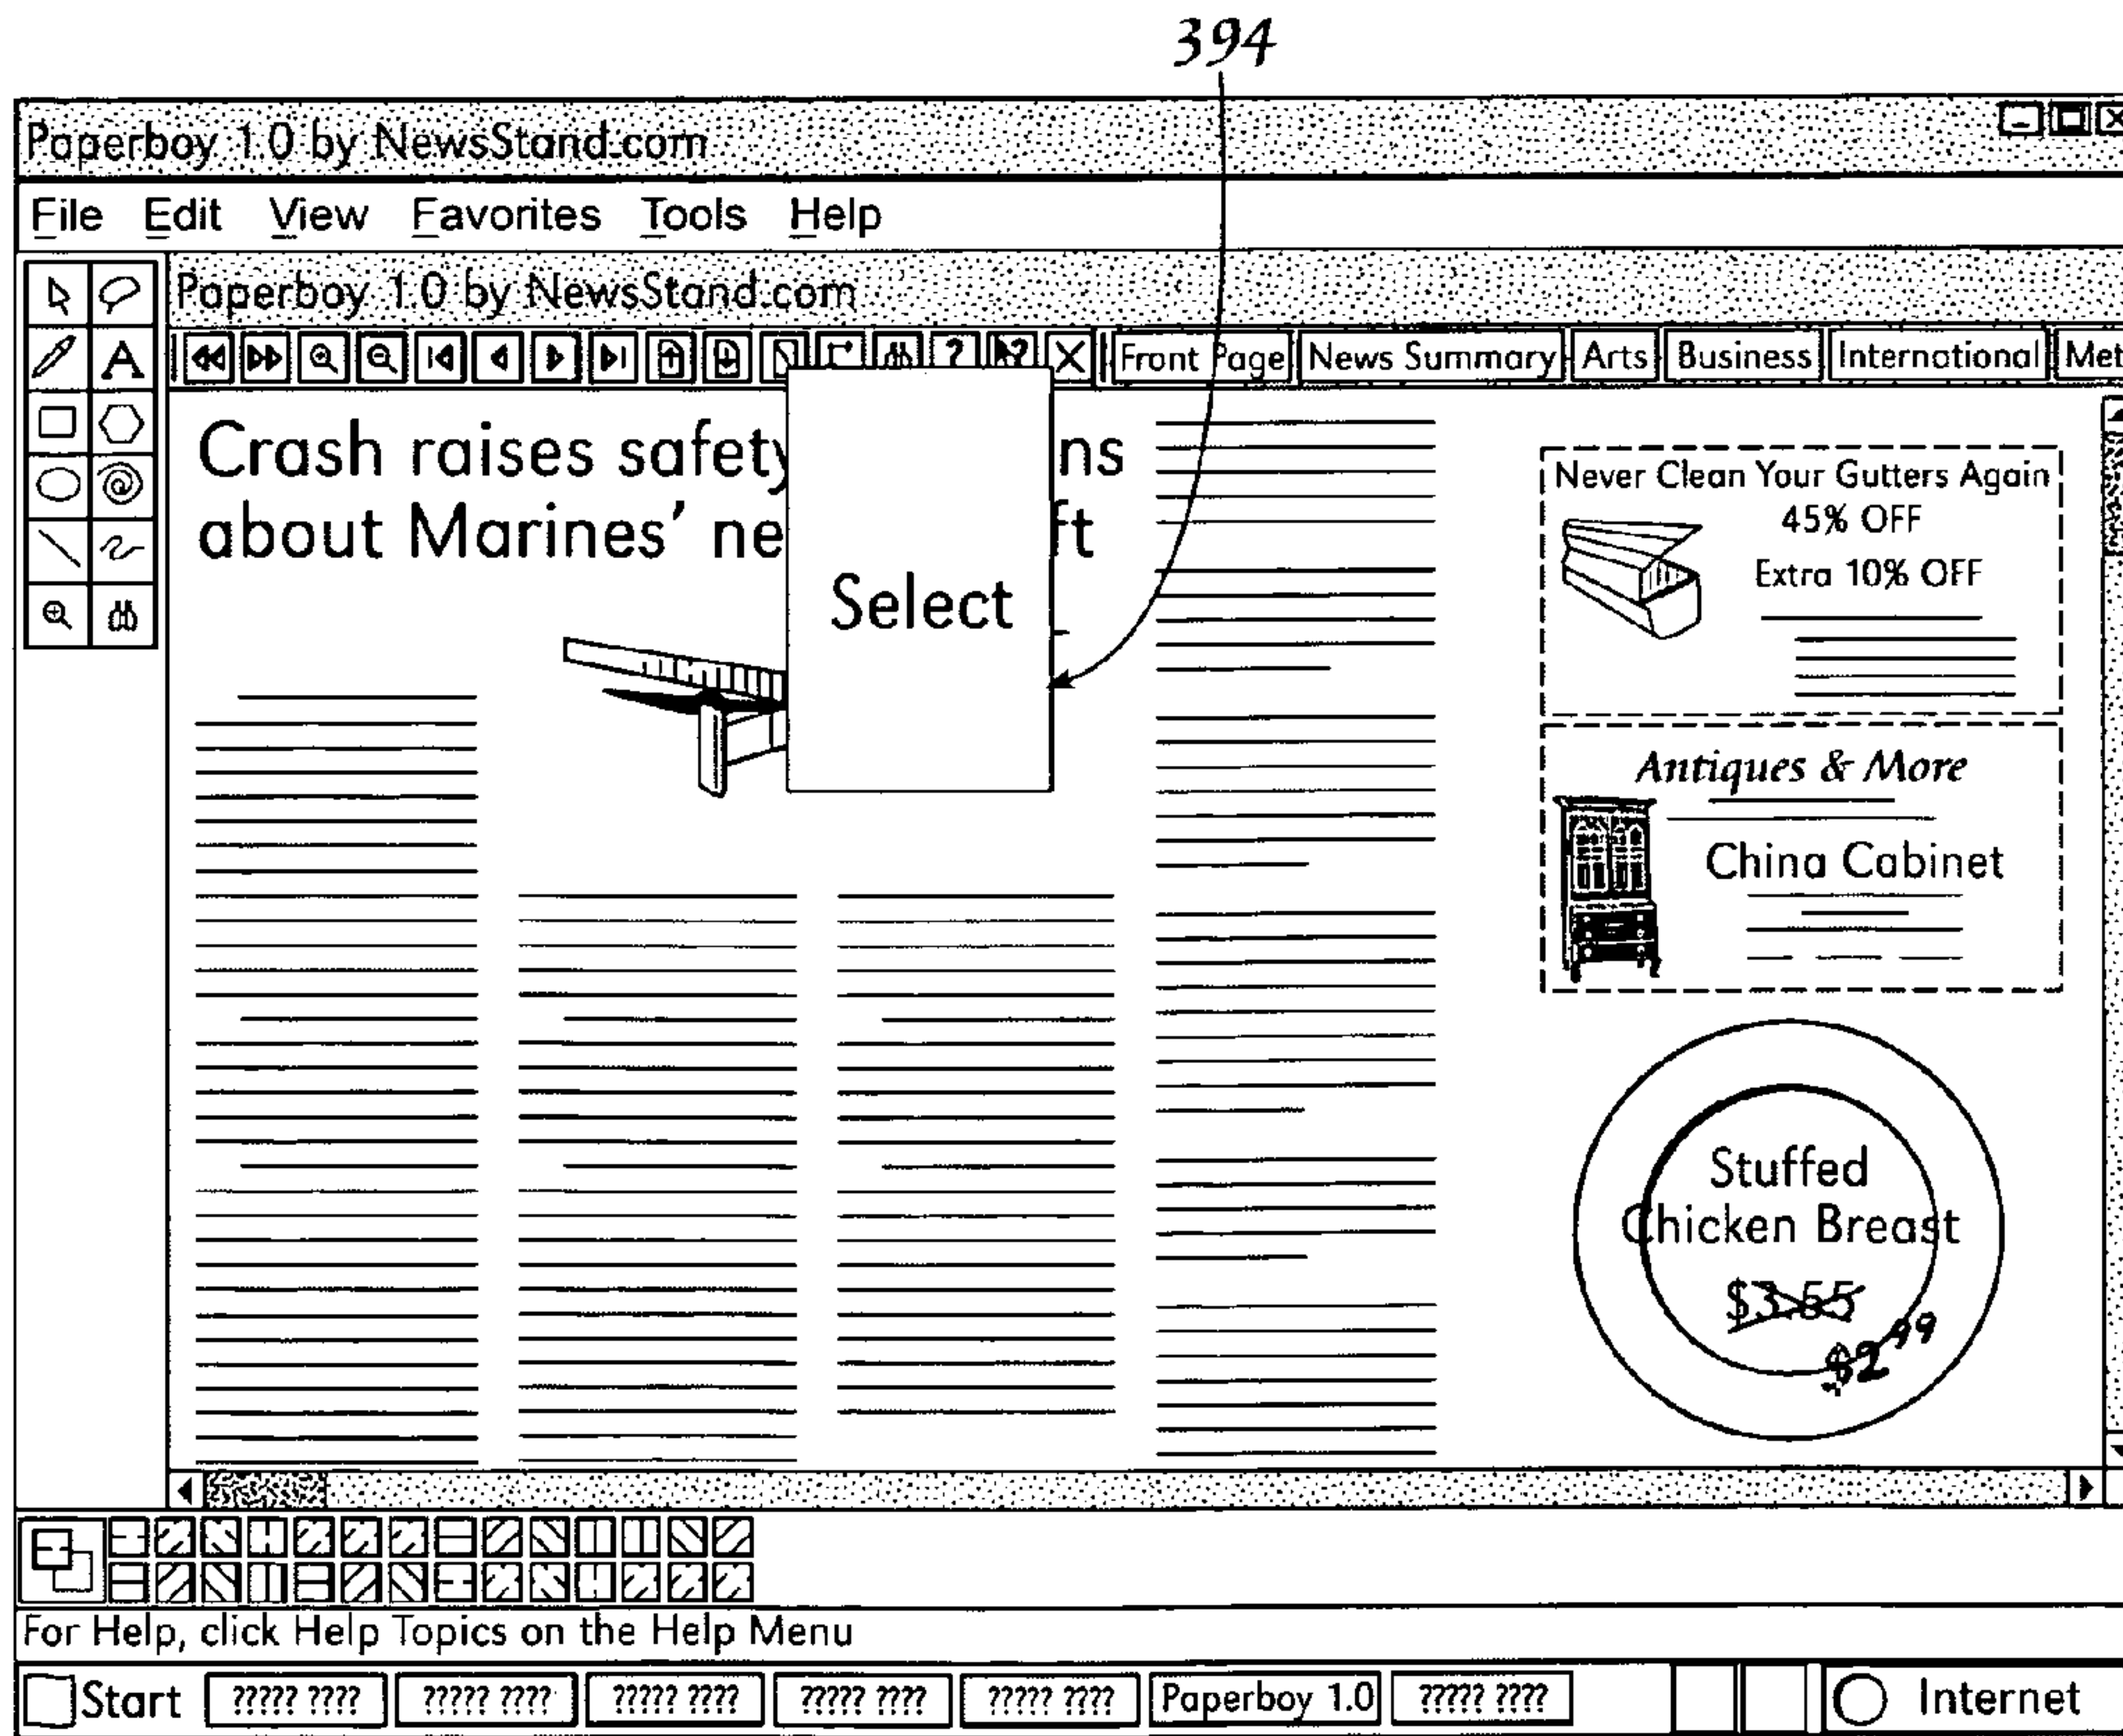 394
Paperboy 1.0 by NewsStand.com
File Edit View Favorites Tools Help
Paperboy 1.0 by NewsStand.com
Front Page News Summary Arts Business International Met
Crash raises safety ns
about Marines' ne ft
Select
Never Clean Your Gutters Again
45% OFF
Extra 10% OFF
Antiques & More
China Cabinet
Stuffed
Chicken Breast
$3.65
$2.99
For Help, click Help Topics on the Help Menu
Start ????? ???? ????? ???? ????? ???? ????? ???? ????? ???? Paperboy 1.0 ????? ???? Internet